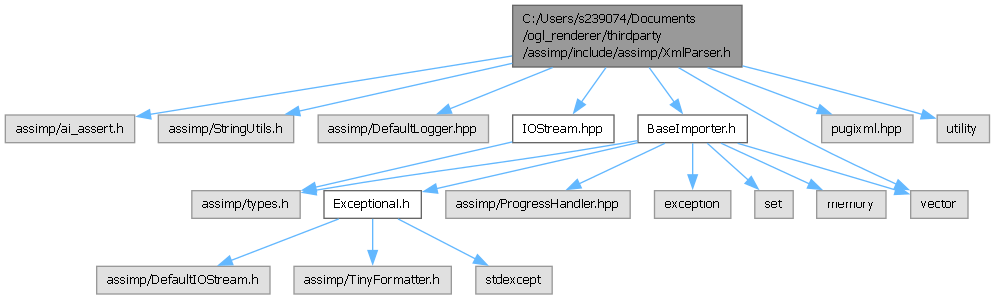 C:/Users/s239074/Documents
/ogl_renderer/thirdparty
/assimp/include/assimp/XmlParser.h
assimp/ai_assert.h
assimp/StringUtils.h
assimp/DefaultLogger.hpp
IOStream.hpp
BaseImporter.h
pugixml.hpp
utility
assimp/types.h
Exceptional.h
assimp/ProgressHandler.hpp
exception
set
memory
vector
assimp/DefaultIOStream.h
assimp/TinyFormatter.h
stdexcept